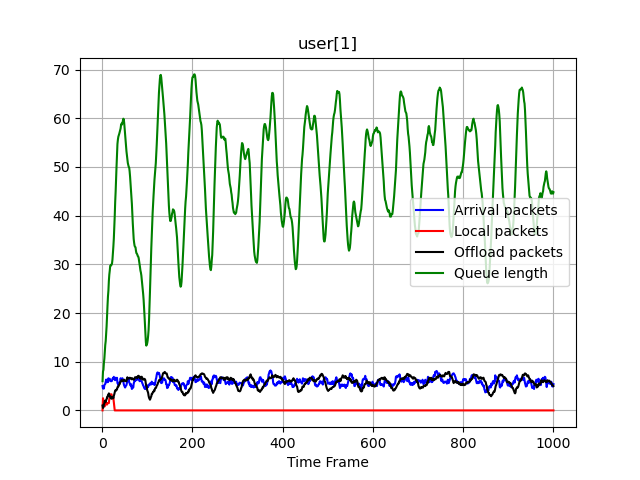 user[1]
70
60
50
40
30
20
10
0
Arrival packets
Local packets
Offload packets
Queue length
0 200 400 600 800 1000
Time Frame